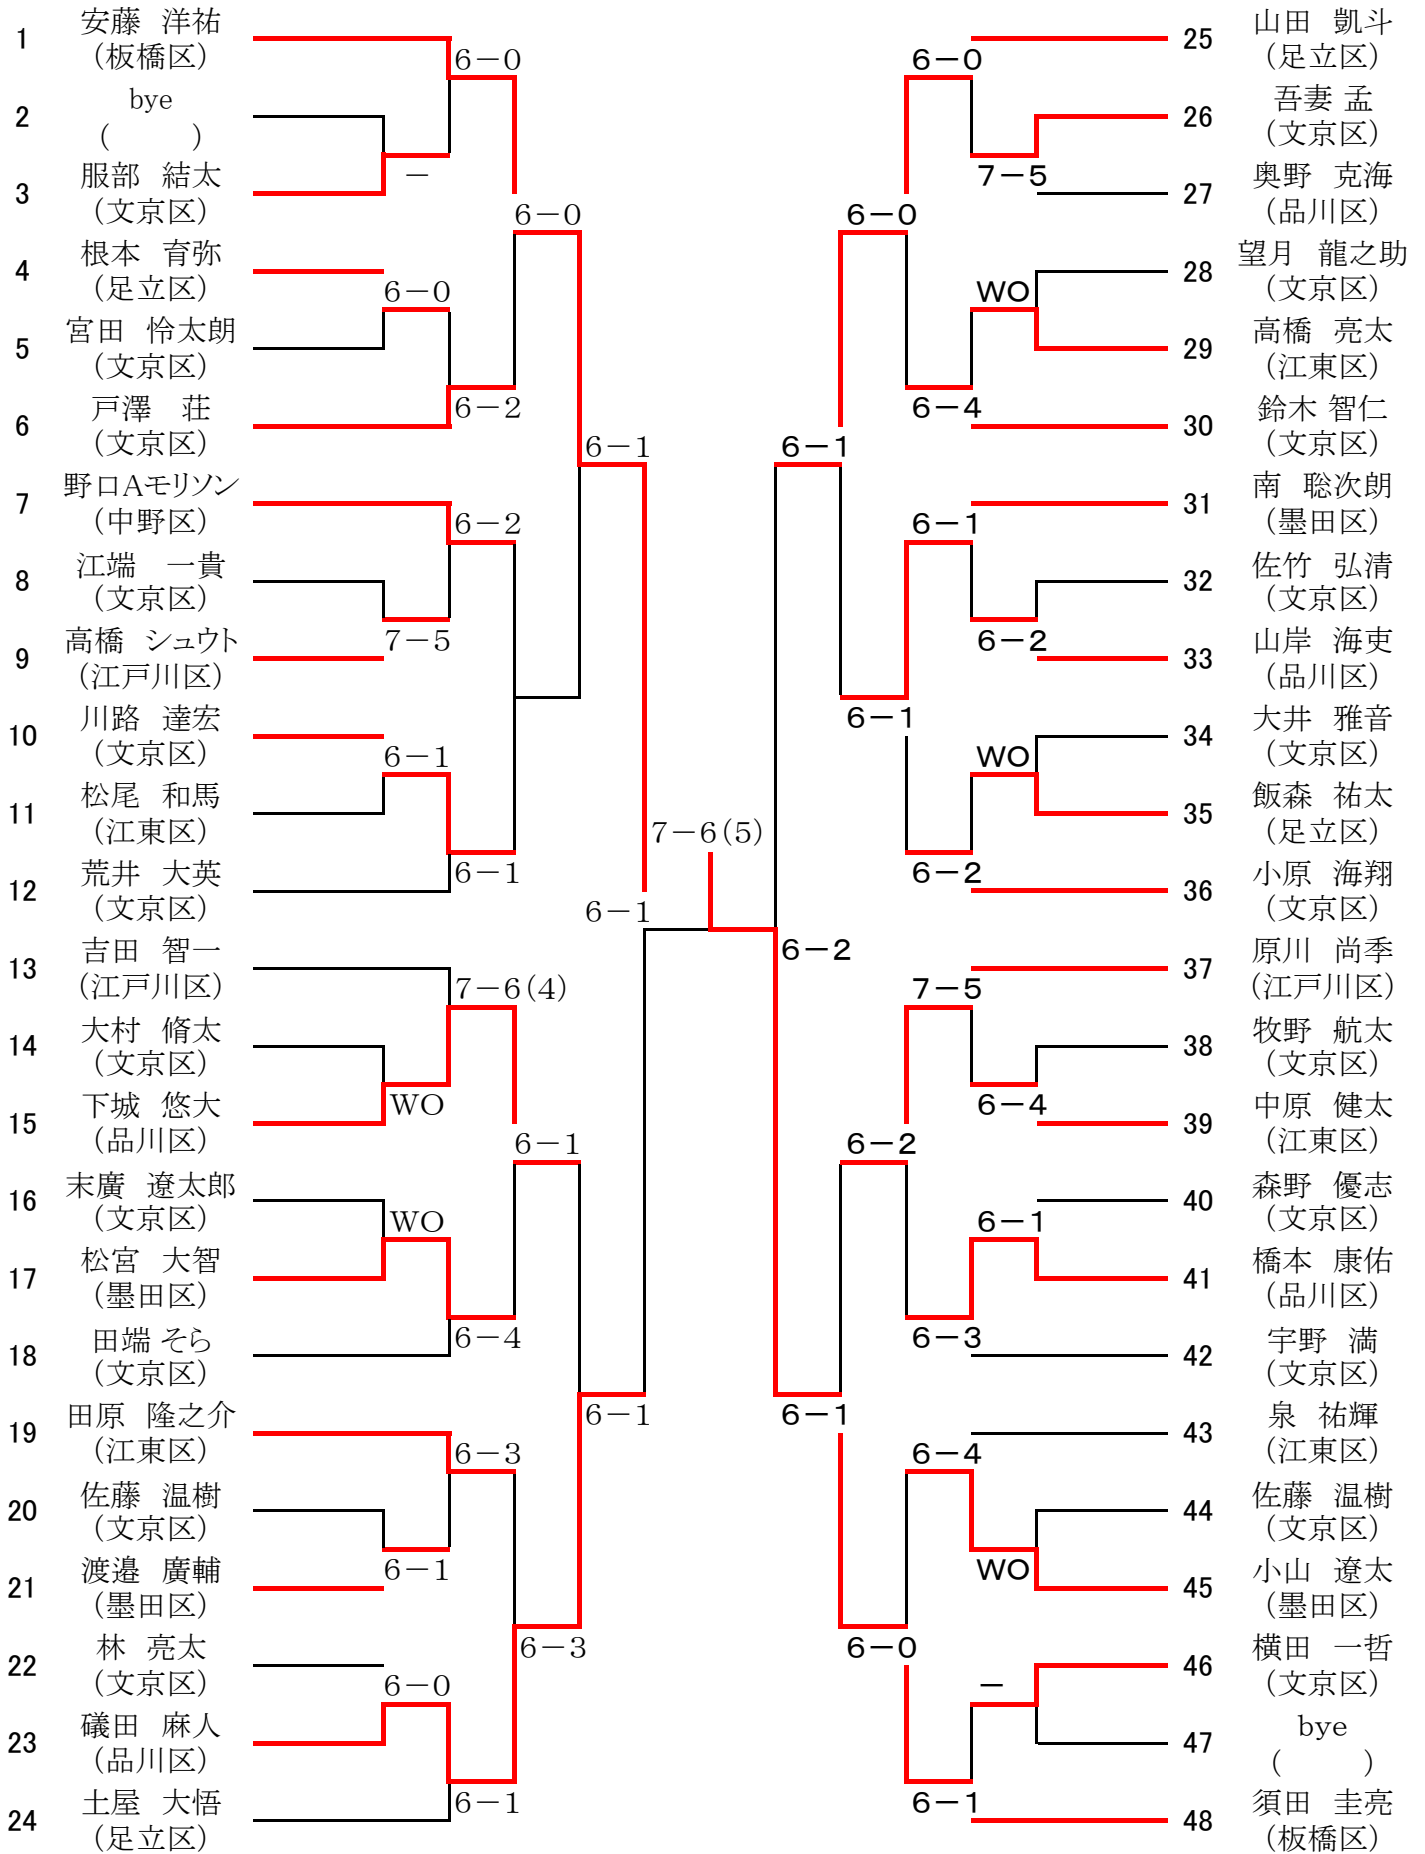 1 安藤 洋祐
(板橋区)
2 bye
( )
3 服部 結太
(文京区)
4 根本 育弥
(足立区)
5 宮田 怜太朗
(文京区)
6 戸澤 荘
(文京区)
7 野口Aモリソン
(中野区)
8 江端 一貴
(文京区)
9 高橋 シュウト
(江戸川区)
10 川路 達宏
(文京区)
11 松尾 和馬
(江東区)
12 荒井 大英
(文京区)
13 吉田 智一
(江戸川区)
14 大村 脩太
(文京区)
15 下城 悠大
(品川区)
16 末廣 遼太郎
(文京区)
17 松宮 大智
(墨田区)
18 田端 そら
(文京区)
19 田原 隆之介
(江東区)
20 佐藤 温樹
(文京区)
21 渡邉 廣輔
(墨田区)
22 林 亮太
(文京区)
23 礒田 麻人
(品川区)
24 土屋 大悟
(足立区)
6-0
-
6-0
6-0
6-2
6-1
6-2
7-5
6-1
6-1
6-1
7-6(4)
WO
6-1
WO
6-4
6-1
6-3
6-1
6-3
6-0
6-1
7-6(5)
6-2
6-0
7-5
6-0
WO
6-4
6-1
6-1
6-2
6-1
WO
6-2
7-5
6-4
6-2
6-1
6-3
6-1
6-4
WO
6-0
-
6-1
25 山田 凱斗
(足立区)
26 吾妻 孟
(文京区)
27 奥野 克海
(品川区)
28 望月 龍之助
(文京区)
29 高橋 亮太
(江東区)
30 鈴木 智仁
(文京区)
31 南 聡次朗
(墨田区)
32 佐竹 弘清
(文京区)
33 山岸 海吏
(品川区)
34 大井 雅音
(文京区)
35 飯森 祐太
(足立区)
36 小原 海翔
(文京区)
37 原川 尚季
(江戸川区)
38 牧野 航太
(文京区)
39 中原 健太
(江東区)
40 森野 優志
(文京区)
41 橋本 康佑
(品川区)
42 宇野 満
(文京区)
43 泉 祐輝
(江東区)
44 佐藤 温樹
(文京区)
45 小山 遼太
(墨田区)
46 横田 一哲
(文京区)
47 bye
( )
48 須田 圭亮
(板橋区)